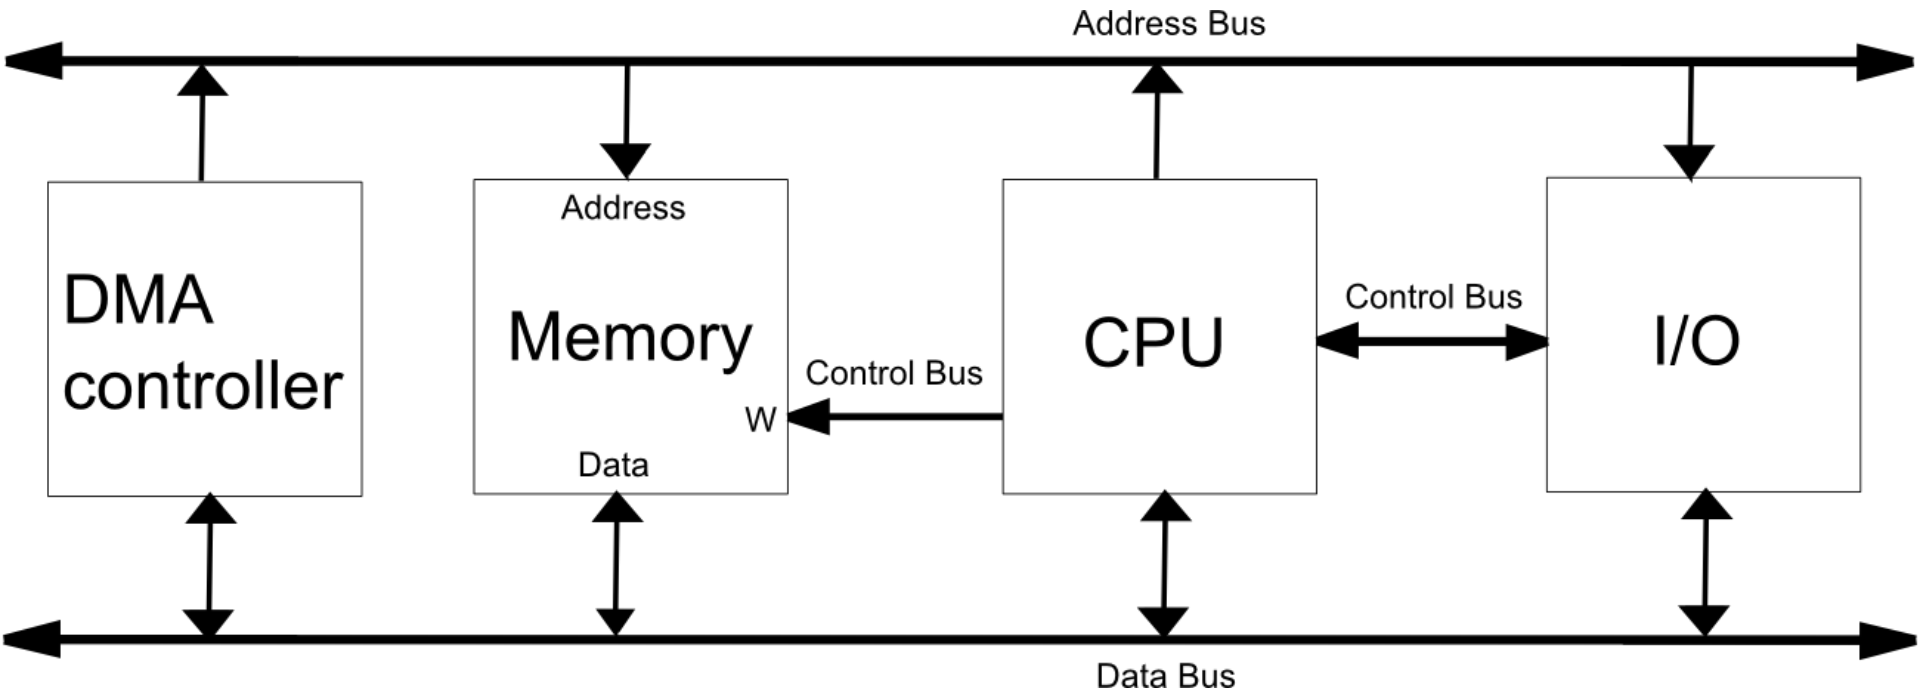 Address Bus
Address
DMA
controller
Memory
Control Bus
W
Data
CPU
Control Bus
I/O
Data Bus